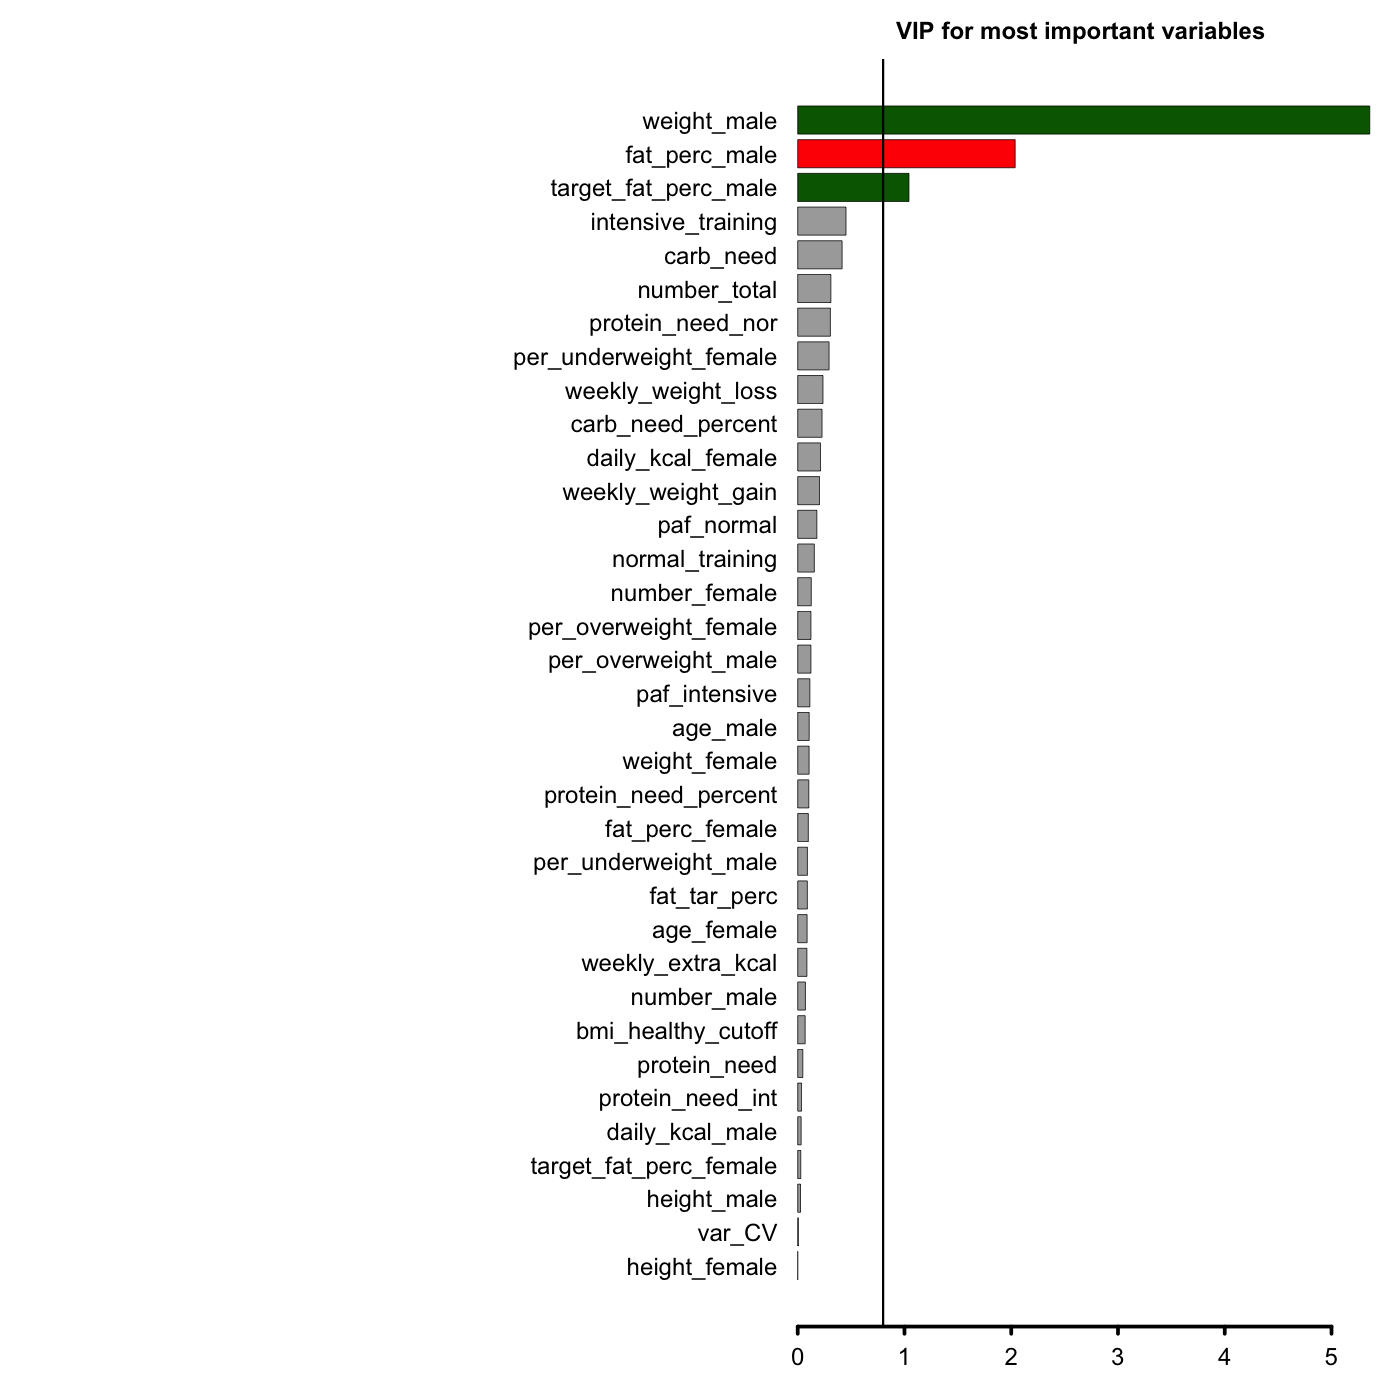 VIP for most important variables
weight_male
fat_perc_male
target_fat_perc_male
intensive_training
carb_need
number_total
protein_need_nor
per_underweight_female
weekly_weight_loss
carb_need_percent
daily_kcal_female
weekly_weight_gain
paf_normal
normal_training
number_female
per_overweight_female
per_overweight_male
paf_intensive
age_male
weight_female
protein_need_percent
fat_perc_female
per_underweight_male
fat_tar_perc
age_female
weekly_extra_kcal
number_male
bmi_healthy_cutoff
protein_need
protein_need_int
daily_kcal_male
target_fat_perc_female
height_male
var_CV
height_female
0 1 2 3 4 5